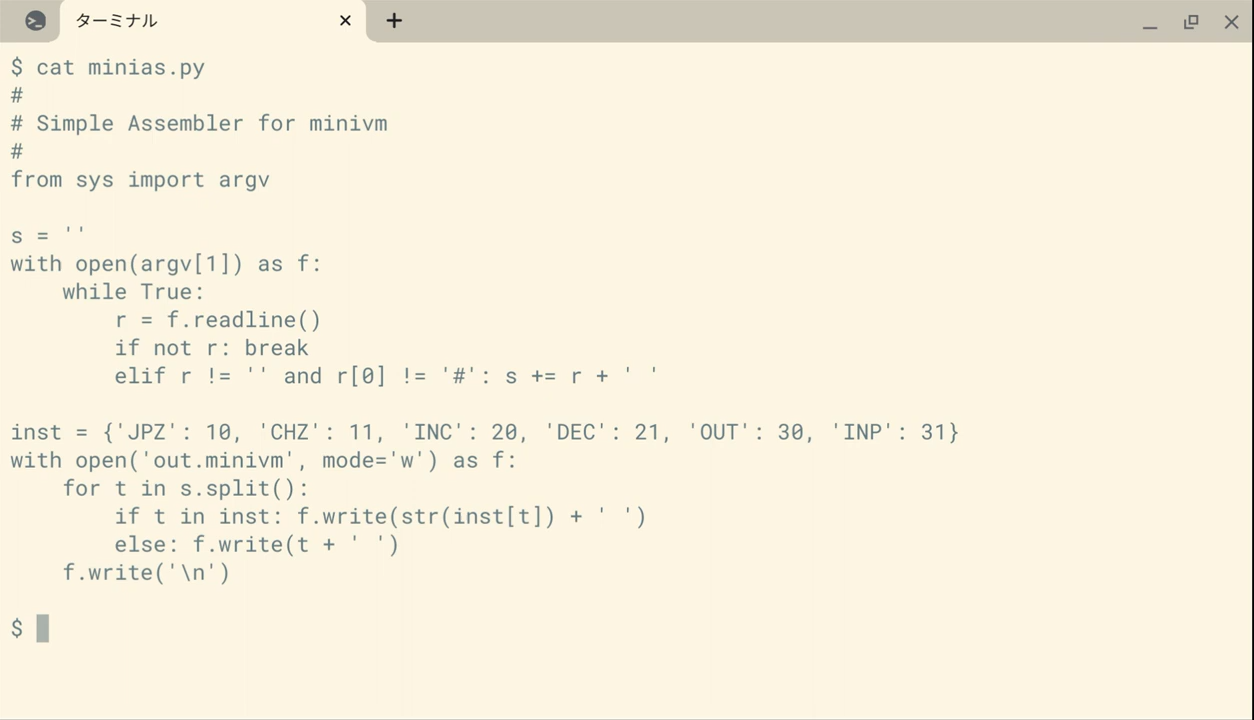 ターミナル
$ cat minias.py
#
# Simple Assembler for minivm
#
from sys import argv
s = ''
with open(argv[1]) as f:
    while True:
        r = f.readline()
        if not r: break
        elif r != '' and r[0] != '#': s += r + ' '
inst = {'JPZ': 10, 'CHZ': 11, 'INC': 20, 'DEC': 21, 'OUT': 30, 'INP': 31}
with open('out.minivm', mode='w') as f:
    for t in s.split():
        if t in inst: f.write(str(inst[t]) + ' ')
        else: f.write(t + ' ')
    f.write('\n')
$